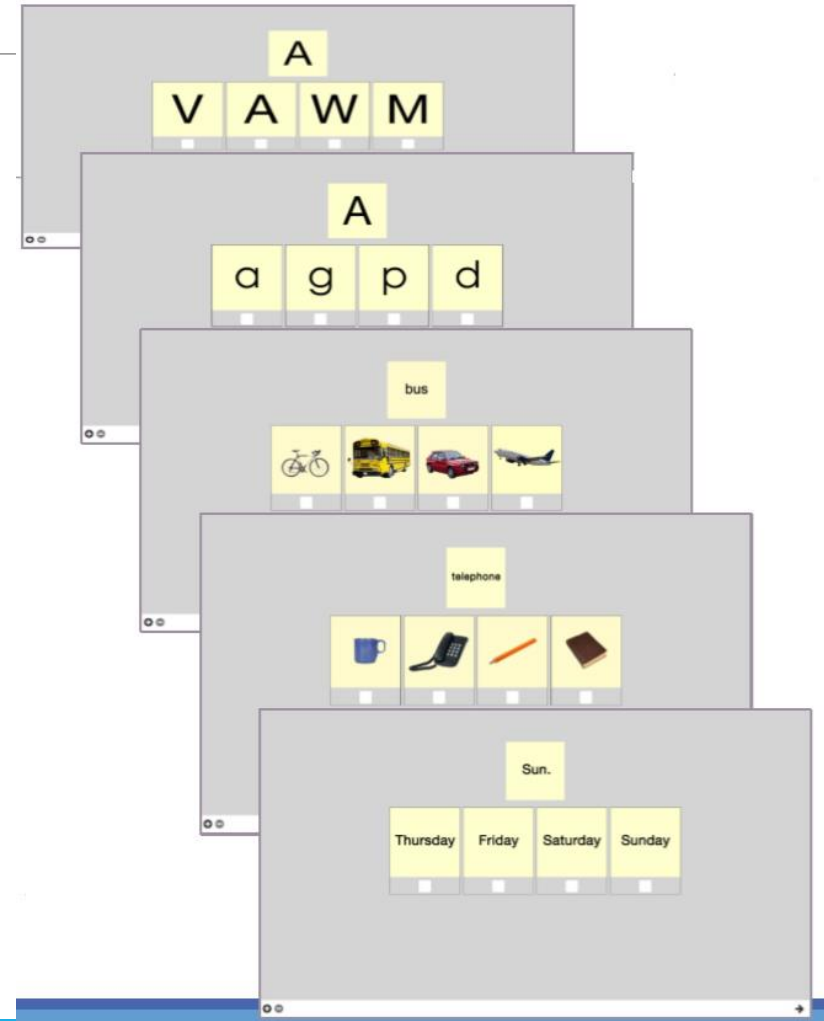 A
V A W M
A
a g p d
bus
telephone
Sun.
Thursday Friday Saturday Sunday